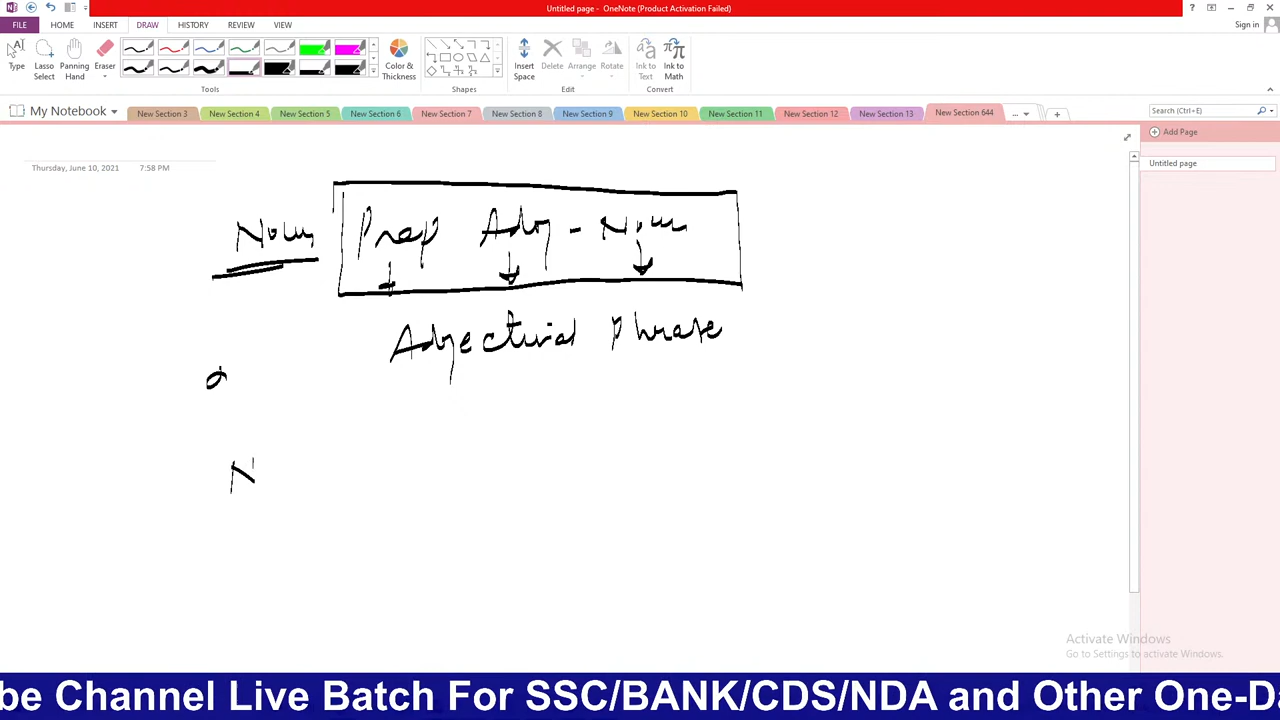 Untitled page - OneNote (Product Activation Failed)
FILE HOME INSERT DRAW HISTORY REVIEW VIEW
Sign in
Type
Lasso Select
Panning Hand
Eraser
Color & Thickness
Insert Space
Delete
Arrange
Rotate
Ink to Text
Ink to Math
Tools
Shapes
Edit
Convert
My Notebook New Section 3 New Section 4 New Section 5 New Section 6 New Section 7 New Section 8 New Section 9 New Section 10 New Section 11 New Section 12 New Section 13 New Section 644 ...
Search (Ctrl+E)
Add Page
Untitled page
Thursday, June 10, 2021 7:58 PM
Noun Prep Adj - Noun
Adjectival Phrase
N
Activate Windows
Go to Settings to activate Windows.
be Channel Live Batch For SSC/BANK/CDS/NDA and Other One-Da